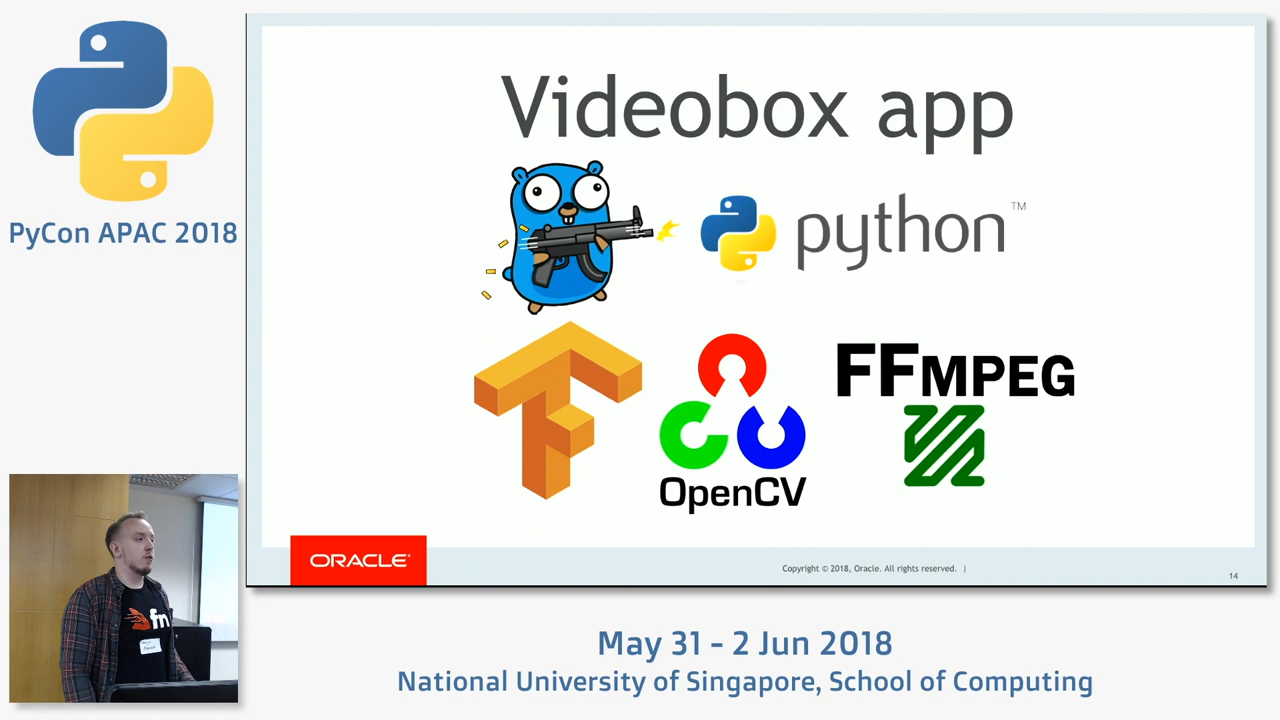 PyCon APAC 2018
Videobox app
python™
FFMPEG
OpenCV
ORACLE®
Copyright © 2018, Oracle. All rights reserved. |
14
fn
May 31 - 2 Jun 2018
National University of Singapore, School of Computing